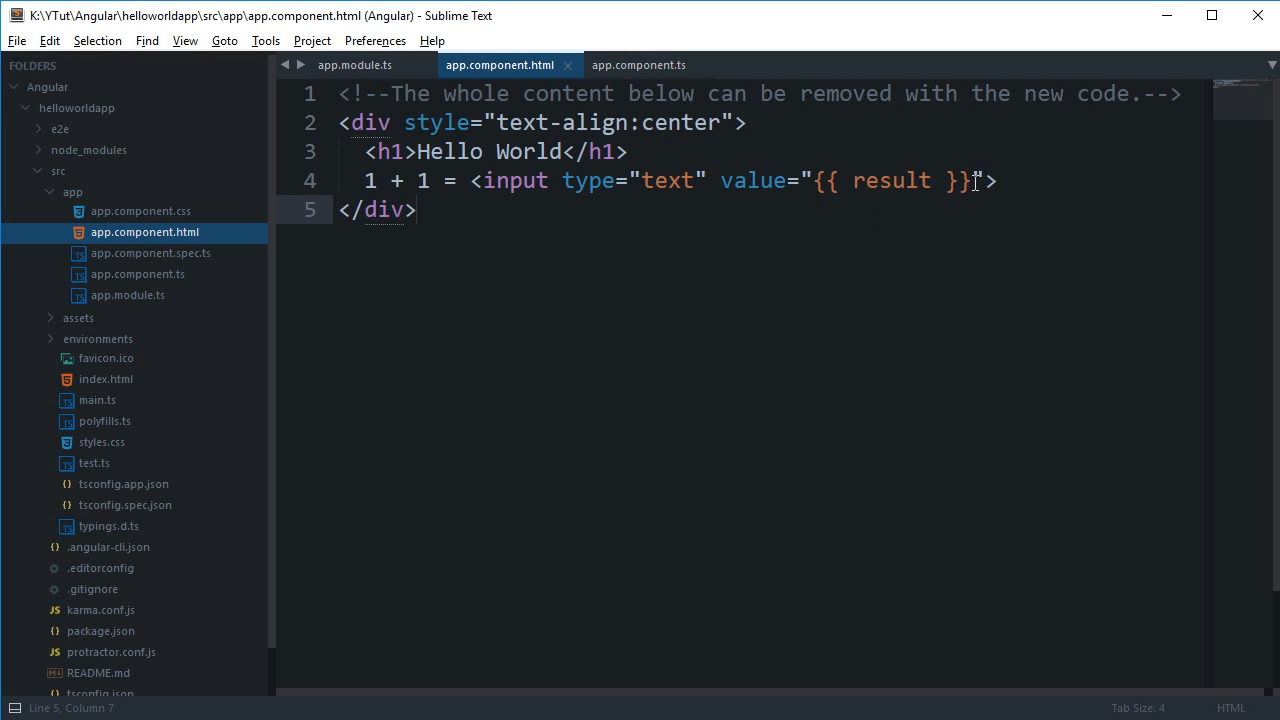 K:\YTut\Angular\helloworldapp\src\app\app.component.html (Angular) - Sublime Text
File Edit Selection Find View Goto Tools Project Preferences Help
FOLDERS
Angular
helloworldapp
e2e
node_modules
src
app
app.component.css
app.component.html
app.component.spec.ts
app.component.ts
app.module.ts
assets
environments
favicon.ico
index.html
main.ts
polyfills.ts
styles.css
test.ts
tsconfig.app.json
tsconfig.spec.json
typings.d.ts
.angular-cli.json
.editorconfig
.gitignore
karma.conf.js
package.json
protractor.conf.js
README.md
tsconfig.json
app.module.ts app.component.html app.component.ts
1 <!--The whole content below can be removed with the new code.-->
2 <div style="text-align:center">
3 <h1>Hello World</h1>
4 1 + 1 = <input type="text" value="{{ result }}">
5 </div>
Line 5, Column 7 Tab Size: 4 HTML